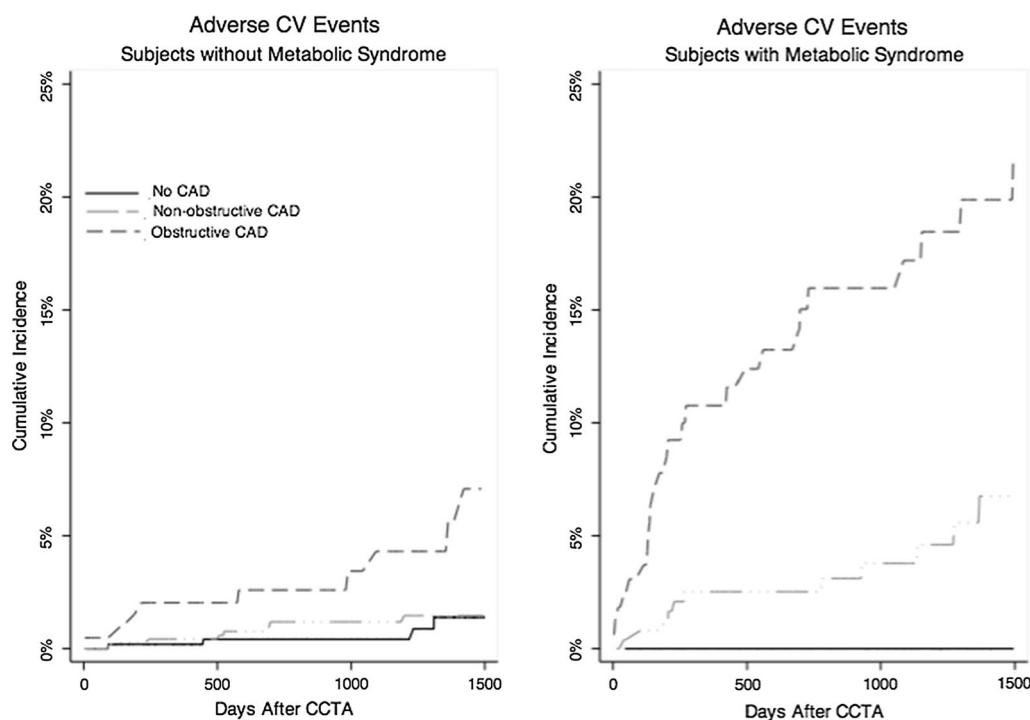 Adverse CV Events
Subjects without Metabolic Syndrome
25%
20%
15%
10%
5%
0%
Cumulative Incidence
No CAD
Non-obstructive CAD
Obstructive CAD
0 500 1000 1500
Days After CCTA
Adverse CV Events
Subjects with Metabolic Syndrome
25%
20%
15%
10%
5%
0%
Cumulative Incidence
0 500 1000 1500
Days After CCTA